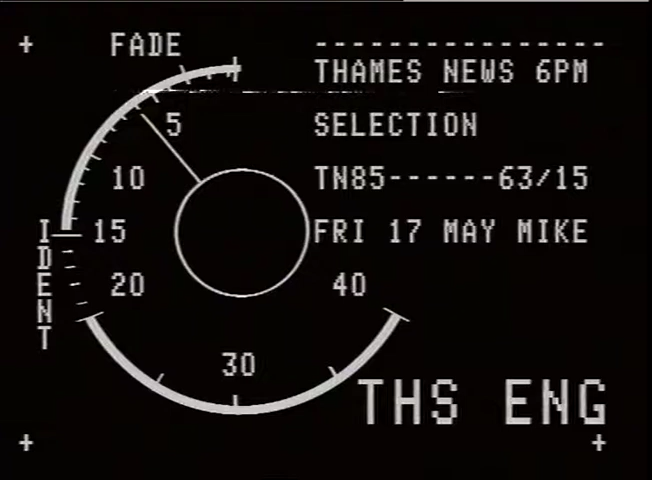 FADE
----------------
THAMES NEWS 6PM
5
SELECTION
10
TN85------63/15
15
FRI 17 MAY MIKE
IDENT
20
40
30
THS ENG